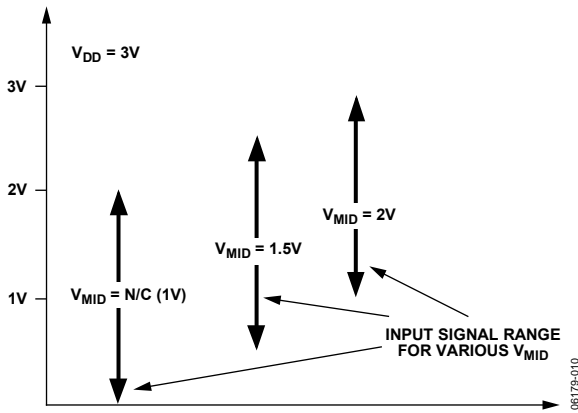 V_DD = 3V
3V
2V
1V
V_MID = N/C (1V)
V_MID = 1.5V
V_MID = 2V
INPUT SIGNAL RANGE
FOR VARIOUS V_MID
06179-010